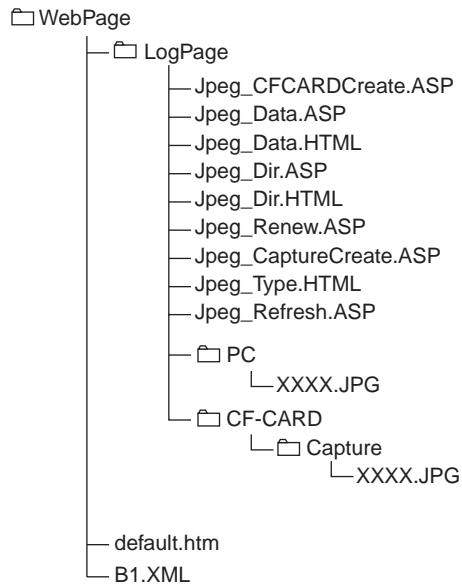 WebPage
LogPage
Jpeg_CFCARDCreate.ASP
Jpeg_Data.ASP
Jpeg_Data.HTML
Jpeg_Dir.ASP
Jpeg_Dir.HTML
Jpeg_Renew.ASP
Jpeg_CaptureCreate.ASP
Jpeg_Type.HTML
Jpeg_Refresh.ASP
PC
XXXX.JPG
CF-CARD
Capture
XXXX.JPG
default.htm
B1.XML